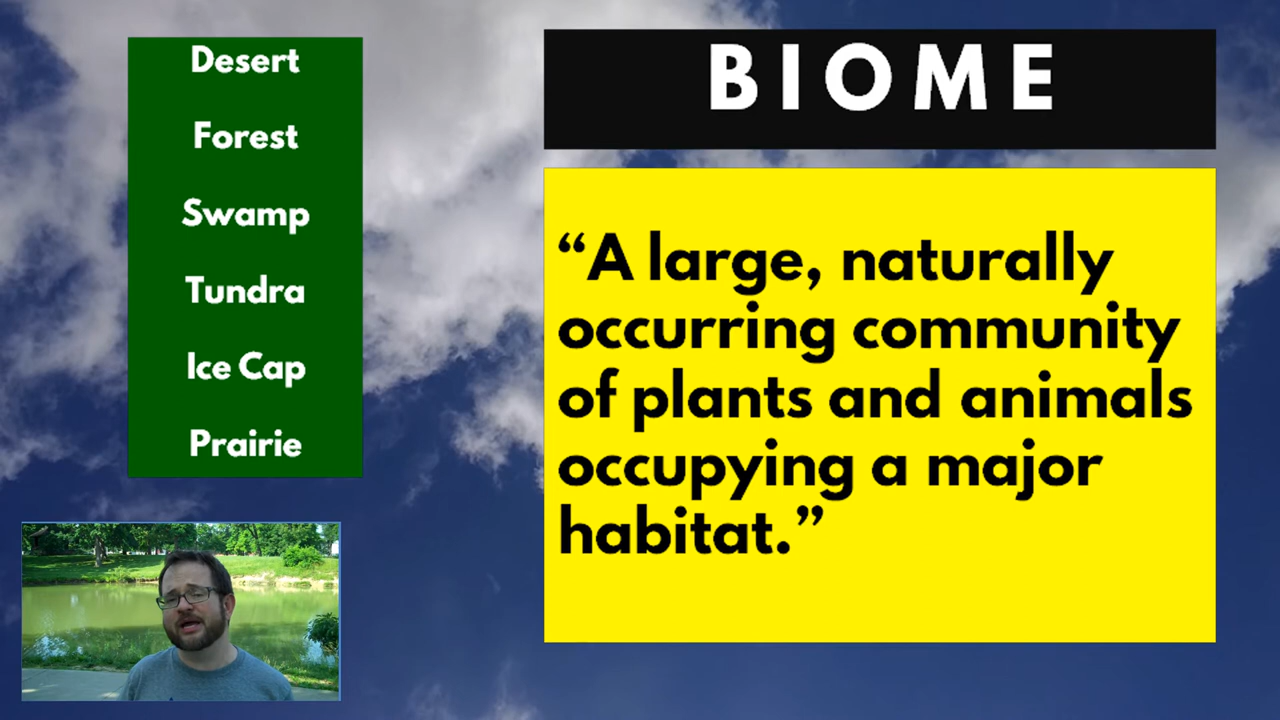 Desert
Forest
Swamp
Tundra
Ice Cap
Prairie
BIOME
“A large, naturally
occurring community
of plants and animals
occupying a major
habitat.”